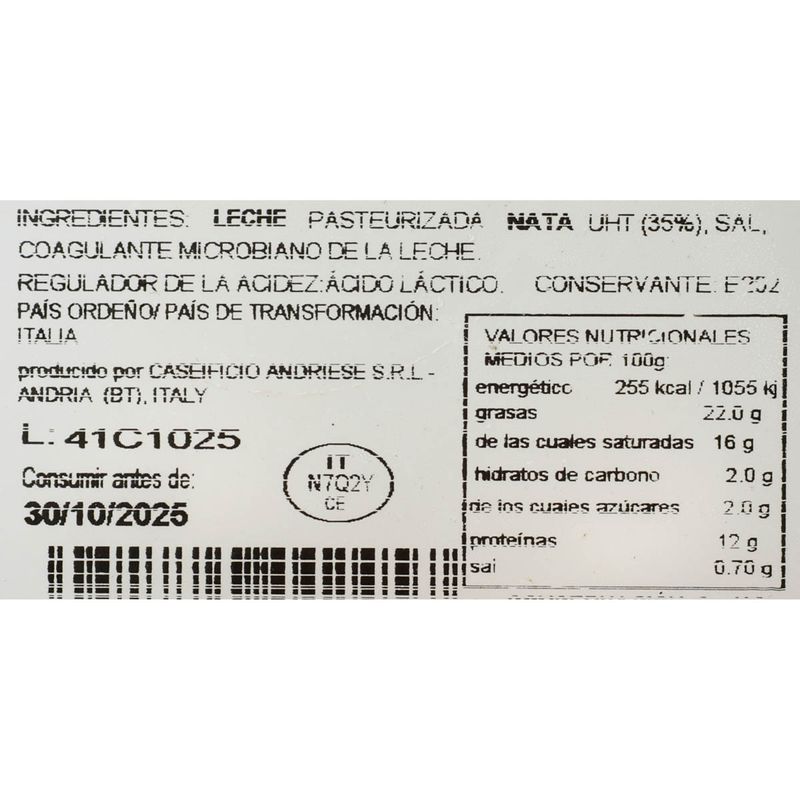 INGREDIENTES: LECHE PASTEURIZADA NATA UHT (35%), SAL,
COAGULANTE MICROBIANO DE LA LECHE.
REGULADOR DE LA ACIDEZ:ÁCIDO LÁCTICO. CONSERVANTE:
PAÍS ORDEÑO/ PAÍS DE TRANSFORMACIÓN:
ITALIA
producido por CASEIFICIO ANDRIESE S.R.L -
ANDRIA (BT), ITALY
L: 41C1025
Consumir antes de:
30/10/2025
IT
N7Q2Y
CE
VALORES NUTRICIONALES
MEDIOS POR 100g
energético 255 kcal / 1055 kj
grasas 22.0 g
de las cuales saturadas 16 g
hidratos de carbono 2.0 g
de los cuales azúcares 2.0 g
proteínas 12 g
sal 0.70 g